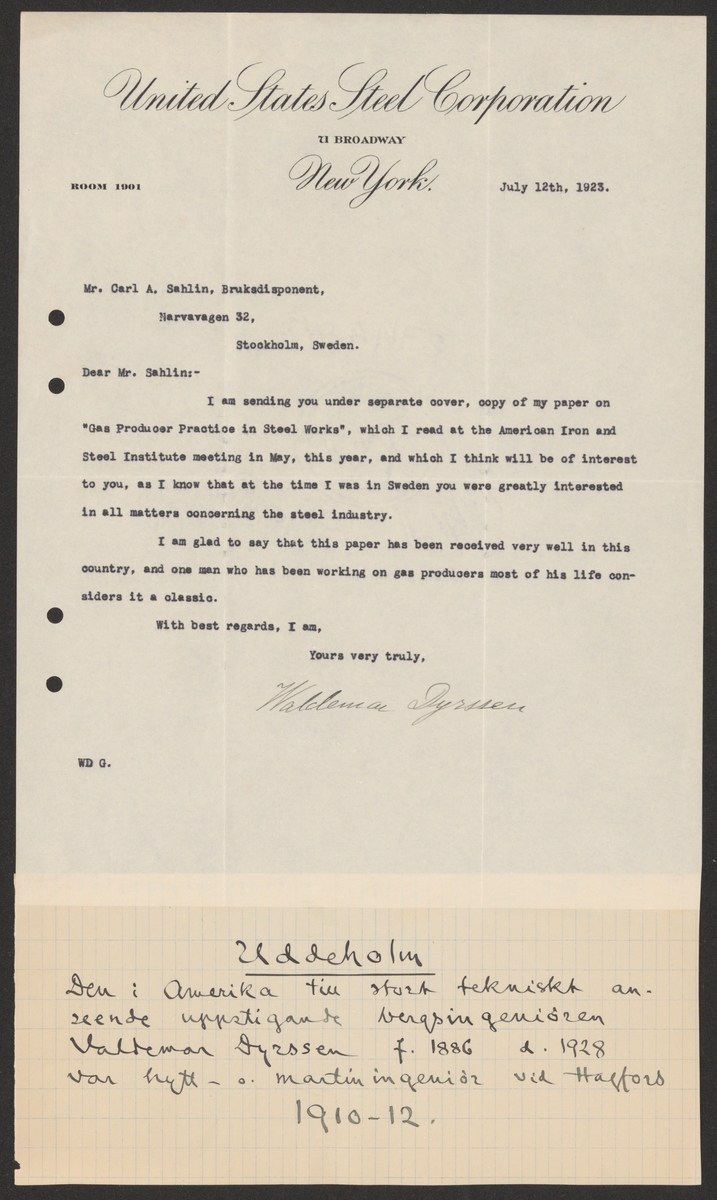 United States Steel Corporation
71 BROADWAY
New York.
ROOM 1901
July 12th, 1923.
Mr. Carl A. Sahlin, Bruksdisponent,
Narvavagen 32,
Stockholm, Sweden.
Dear Mr. Sahlin:-
I am sending you under separate cover, copy of my paper on
"Gas Producer Practice in Steel Works", which I read at the American Iron and
Steel Institute meeting in May, this year, and which I think will be of interest
to you, as I know that at the time I was in Sweden you were greatly interested
in all matters concerning the steel industry.
I am glad to say that this paper has been received very well in this
country, and one man who has been working on gas producers most of his life con-
siders it a classic.
With best regards, I am,
Yours very truly,
Waldemar Dyrssen
WD G.
Uddeholm
Den i Amerika till stort tekniskt an-
seende uppstigande bergsingeniören
Valdemar Dyrssen f. 1886 d. 1928
var hytt- o. martiningeniör vid Hagfors
1910-12.